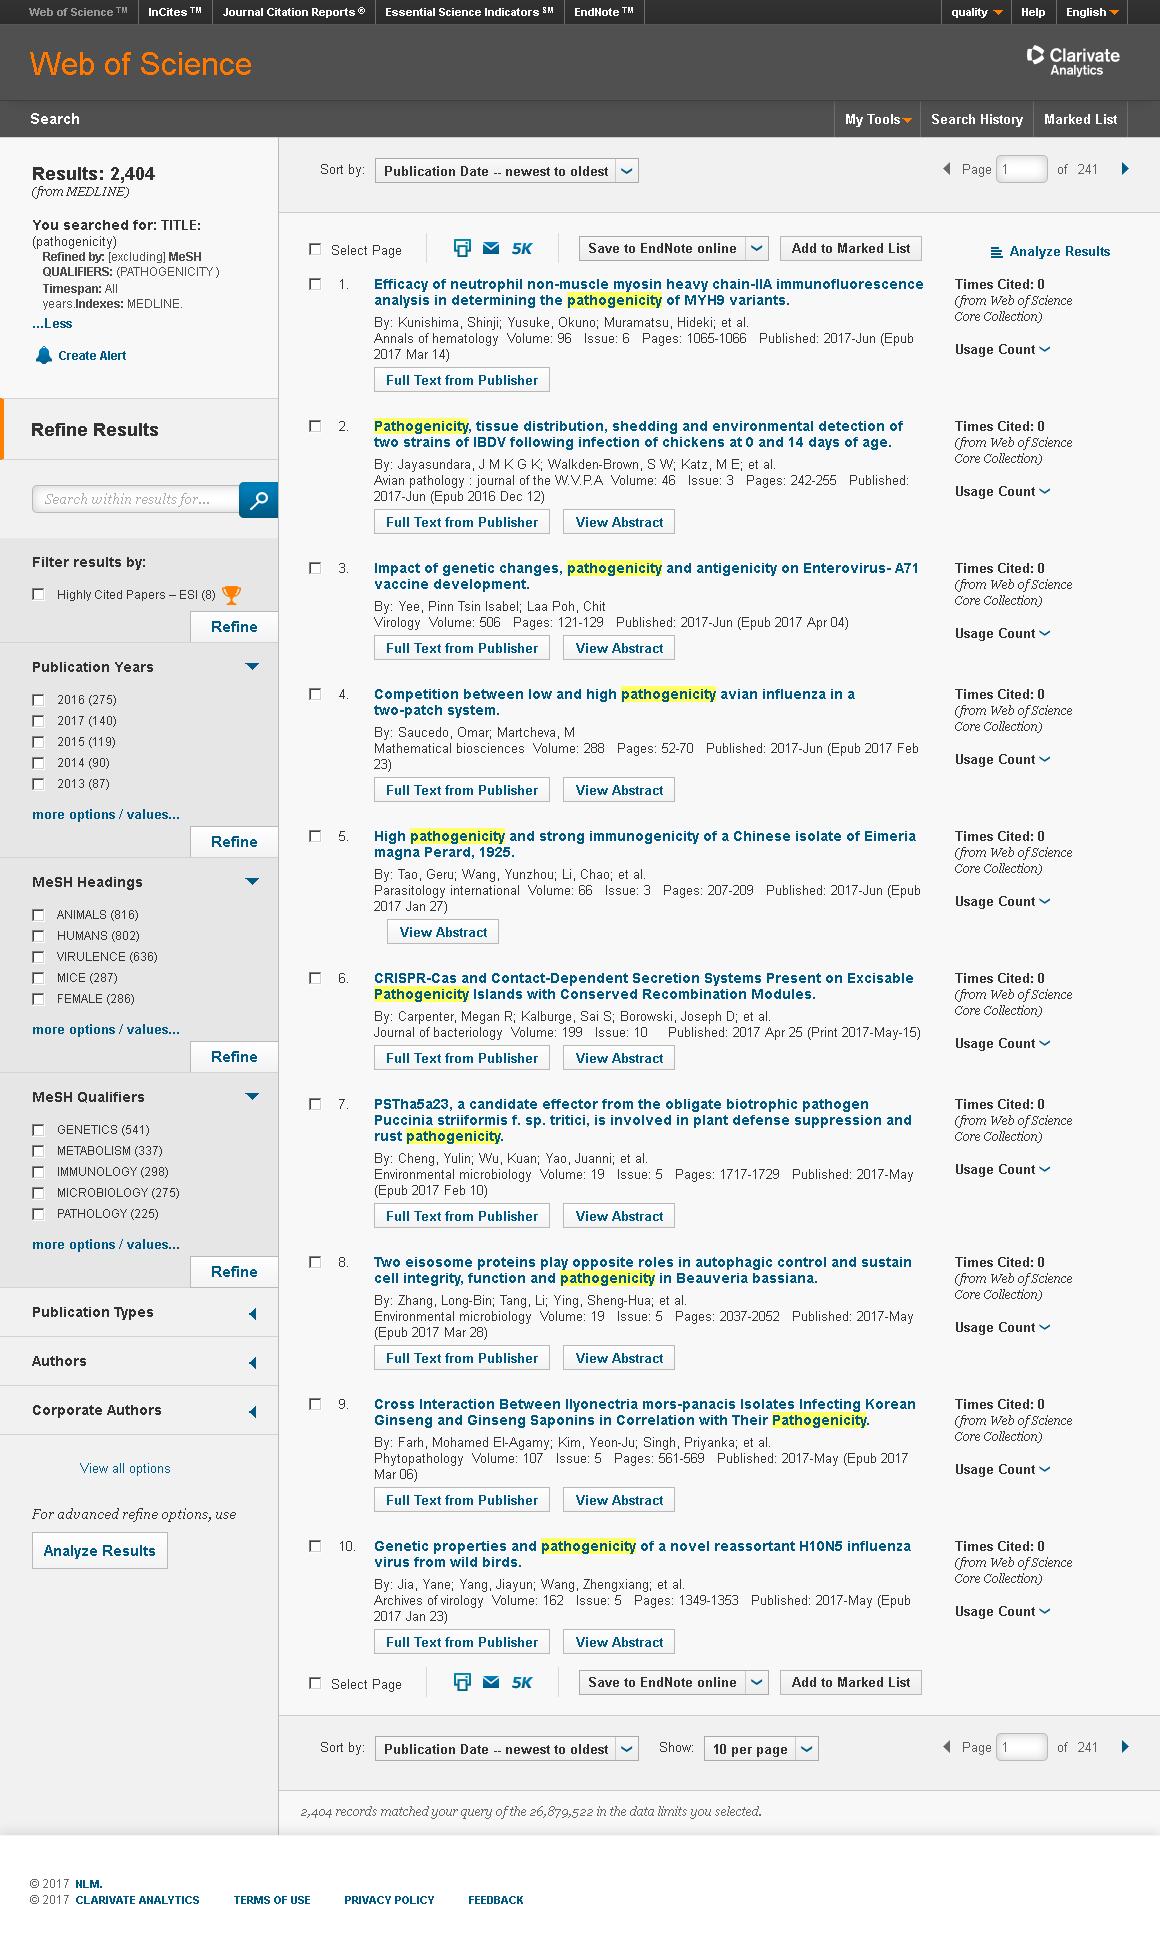 Web of Science ™ InCites ™ Journal Citation Reports ® Essential Science Indicators ℠ EndNote ™ quality Help English
Web of Science
Clarivate
Analytics
Search My Tools Search History Marked List
Results: 2,404
(from MEDLINE)
You searched for: TITLE:
(pathogenicity)
Refined by: [excluding] MeSH
QUALIFIERS: (PATHOGENICITY )
Timespan: All
years.Indexes: MEDLINE.
...Less
Create Alert
Refine Results
Search within results for...
Filter results by:
Highly Cited Papers – ESI (8)
Refine
Publication Years
2016 (275)
2017 (140)
2015 (119)
2014 (90)
2013 (87)
more options / values...
Refine
MeSH Headings
ANIMALS (816)
HUMANS (802)
VIRULENCE (636)
MICE (287)
FEMALE (286)
more options / values...
Refine
MeSH Qualifiers
GENETICS (541)
METABOLISM (337)
IMMUNOLOGY (298)
MICROBIOLOGY (275)
PATHOLOGY (225)
more options / values...
Refine
Publication Types
Authors
Corporate Authors
View all options
For advanced refine options, use
Analyze Results
Sort by: Publication Date -- newest to oldest Page 1 of 241
Select Page 5K Save to EndNote online Add to Marked List Analyze Results
1. Efficacy of neutrophil non-muscle myosin heavy chain-IIA immunofluorescence
analysis in determining the pathogenicity of MYH9 variants.
By: Kunishima, Shinji; Yusuke, Okuno; Muramatsu, Hideki; et al.
Annals of hematology Volume: 96 Issue: 6 Pages: 1065-1066 Published: 2017-Jun (Epub
2017 Mar 14)
Full Text from Publisher
Times Cited: 0
(from Web of Science
Core Collection)
Usage Count
2. Pathogenicity, tissue distribution, shedding and environmental detection of
two strains of IBDV following infection of chickens at 0 and 14 days of age.
By: Jayasundara, J M K G K; Walkden-Brown, S W; Katz, M E; et al.
Avian pathology : journal of the W.V.P.A Volume: 46 Issue: 3 Pages: 242-255 Published:
2017-Jun (Epub 2016 Dec 12)
Full Text from Publisher View Abstract
Times Cited: 0
(from Web of Science
Core Collection)
Usage Count
3. Impact of genetic changes, pathogenicity and antigenicity on Enterovirus- A71
vaccine development.
By: Yee, Pinn Tsin Isabel; Laa Poh, Chit
Virology Volume: 506 Pages: 121-129 Published: 2017-Jun (Epub 2017 Apr 04)
Full Text from Publisher View Abstract
Times Cited: 0
(from Web of Science
Core Collection)
Usage Count
4. Competition between low and high pathogenicity avian influenza in a
two-patch system.
By: Saucedo, Omar; Martcheva, M
Mathematical biosciences Volume: 288 Pages: 52-70 Published: 2017-Jun (Epub 2017 Feb
23)
Full Text from Publisher View Abstract
Times Cited: 0
(from Web of Science
Core Collection)
Usage Count
5. High pathogenicity and strong immunogenicity of a Chinese isolate of Eimeria
magna Perard, 1925.
By: Tao, Geru; Wang, Yunzhou; Li, Chao; et al.
Parasitology international Volume: 66 Issue: 3 Pages: 207-209 Published: 2017-Jun (Epub
2017 Jan 27)
View Abstract
Times Cited: 0
(from Web of Science
Core Collection)
Usage Count
6. CRISPR-Cas and Contact-Dependent Secretion Systems Present on Excisable
Pathogenicity Islands with Conserved Recombination Modules.
By: Carpenter, Megan R; Kalburge, Sai S; Borowski, Joseph D; et al.
Journal of bacteriology Volume: 199 Issue: 10 Published: 2017 Apr 25 (Print 2017-May-15)
Full Text from Publisher View Abstract
Times Cited: 0
(from Web of Science
Core Collection)
Usage Count
7. PSTha5a23, a candidate effector from the obligate biotrophic pathogen
Puccinia striiformis f. sp. tritici, is involved in plant defense suppression and
rust pathogenicity.
By: Cheng, Yulin; Wu, Kuan; Yao, Juanni; et al.
Environmental microbiology Volume: 19 Issue: 5 Pages: 1717-1729 Published: 2017-May
(Epub 2017 Feb 10)
Full Text from Publisher View Abstract
Times Cited: 0
(from Web of Science
Core Collection)
Usage Count
8. Two eisosome proteins play opposite roles in autophagic control and sustain
cell integrity, function and pathogenicity in Beauveria bassiana.
By: Zhang, Long-Bin; Tang, Li; Ying, Sheng-Hua; et al.
Environmental microbiology Volume: 19 Issue: 5 Pages: 2037-2052 Published: 2017-May
(Epub 2017 Mar 28)
Full Text from Publisher View Abstract
Times Cited: 0
(from Web of Science
Core Collection)
Usage Count
9. Cross Interaction Between Ilyonectria mors-panacis Isolates Infecting Korean
Ginseng and Ginseng Saponins in Correlation with Their Pathogenicity.
By: Farh, Mohamed El-Agamy; Kim, Yeon-Ju; Singh, Priyanka; et al.
Phytopathology Volume: 107 Issue: 5 Pages: 561-569 Published: 2017-May (Epub 2017
Mar 06)
Full Text from Publisher View Abstract
Times Cited: 0
(from Web of Science
Core Collection)
Usage Count
10. Genetic properties and pathogenicity of a novel reassortant H10N5 influenza
virus from wild birds.
By: Jia, Yane; Yang, Jiayun; Wang, Zhengxiang; et al.
Archives of virology Volume: 162 Issue: 5 Pages: 1349-1353 Published: 2017-May (Epub
2017 Jan 23)
Full Text from Publisher View Abstract
Times Cited: 0
(from Web of Science
Core Collection)
Usage Count
Select Page 5K Save to EndNote online Add to Marked List
Sort by: Publication Date -- newest to oldest Show: 10 per page Page 1 of 241
2,404 records matched your query of the 26,879,522 in the data limits you selected.
© 2017 NLM.
© 2017 CLARIVATE ANALYTICS TERMS OF USE PRIVACY POLICY FEEDBACK